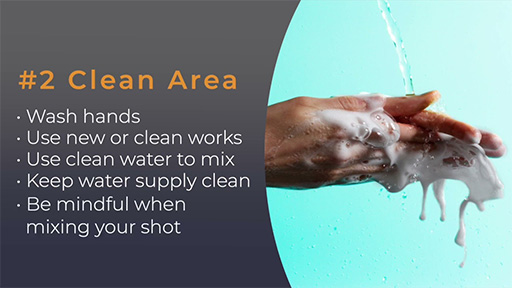 #2 Clean Area
· Wash hands
· Use new or clean works
· Use clean water to mix
· Keep water supply clean
· Be mindful when
mixing your shot